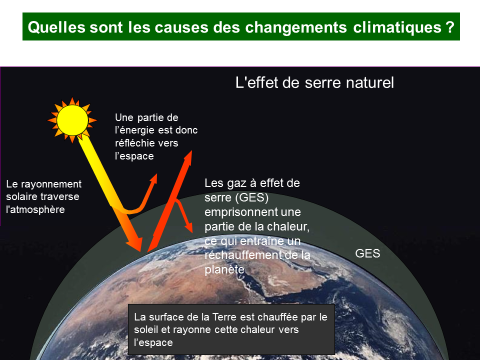 Quelles sont les causes des changements climatiques ?
L'effet de serre naturel
Une partie de
l'énergie est donc
réfléchie vers
l'espace
Le rayonnement
solaire traverse
l'atmosphère
Les gaz à effet de
serre (GES)
emprisonnent une
partie de la chaleur,
ce qui entraîne un
réchauffement de la
planète
GES
La surface de la Terre est chauffée par le
soleil et rayonne cette chaleur vers
l'espace